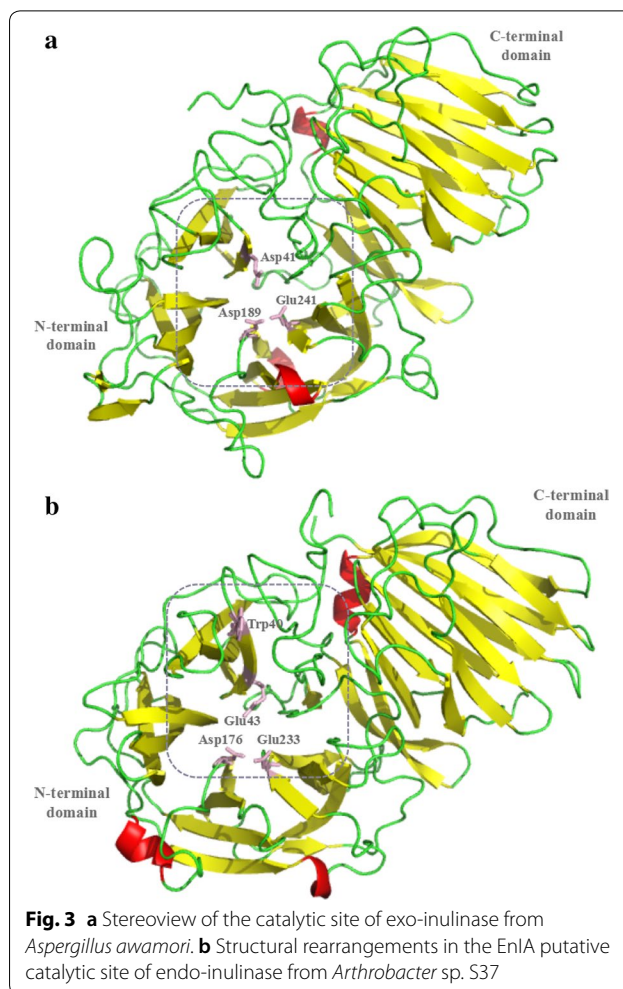 a
C-terminal
domain
Asp41
Asp189
Glu241
N-terminal
domain
b
C-terminal
domain
Trp40
Glu43
Asp176
Glu233
N-terminal
domain
Fig. 3 a Stereoview of the catalytic site of exo-inulinase from
Aspergillus awamori. b Structural rearrangements in the EnIA putative
catalytic site of endo-inulinase from Arthrobacter sp. S37